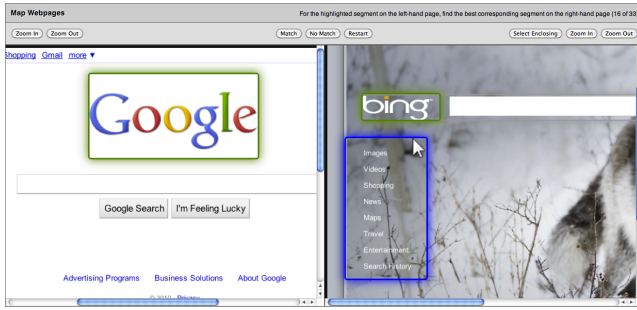 Map Webpages
For the highlighted segment on the left-hand page, find the best corresponding segment on the right-hand page (16 of 33
Zoom In Zoom Out Match No Match Restart Select Enclosing Zoom In Zoom Out
Shopping Gmail more ▼
Google
Google Search I'm Feeling Lucky
Advertising Programs Business Solutions About Google
© 2010 - Privacy
bing
Images
Videos
Shopping
News
Maps
Travel
Entertainment
Search History